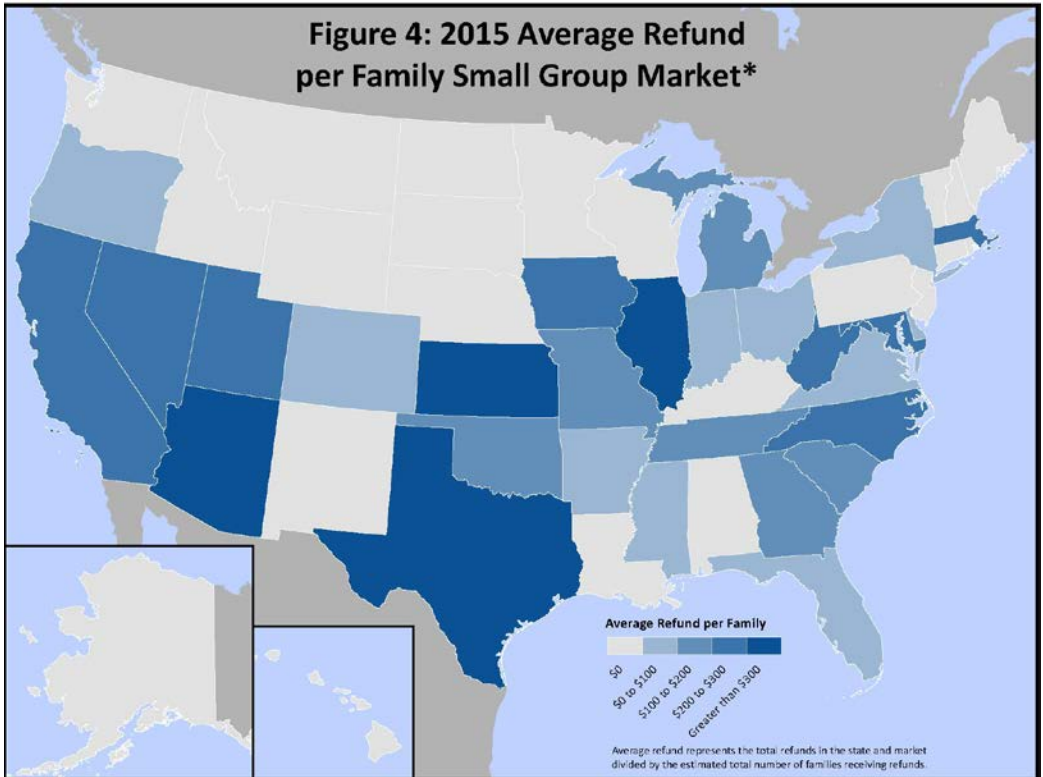 Figure 4: 2015 Average Refund
per Family Small Group Market*
Average Refund per Family
$0
$0 to $100
$100 to $200
$200 to $300
Greater than $300
Average refund represents the total refunds in the state and market
divided by the estimated total number of families receiving refunds.